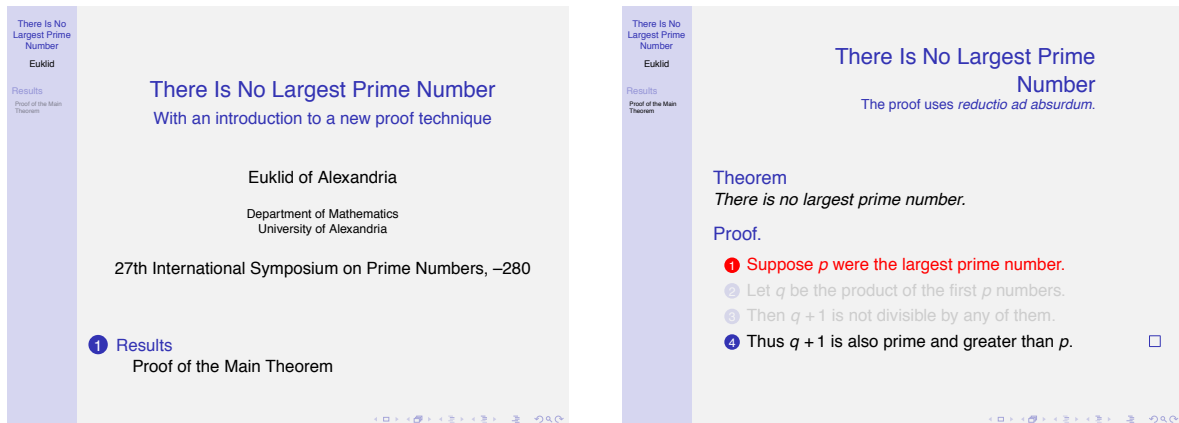 There Is No
Largest Prime
Number
Euklid
Results
Proof of the Main
Theorem
There Is No Largest Prime Number
With an introduction to a new proof technique
Euklid of Alexandria
Department of Mathematics
University of Alexandria
27th International Symposium on Prime Numbers, –280
1 Results
Proof of the Main Theorem
There Is No
Largest Prime
Number
Euklid
Results
Proof of the Main
Theorem
There Is No Largest Prime
Number
The proof uses reductio ad absurdum.
Theorem
There is no largest prime number.
Proof.
1 Suppose p were the largest prime number.
2 Let q be the product of the first p numbers.
3 Then q + 1 is not divisible by any of them.
4 Thus q + 1 is also prime and greater than p.